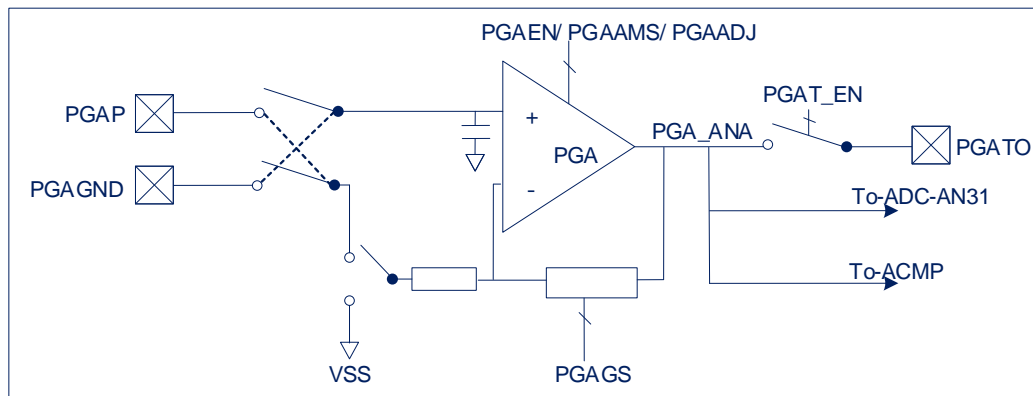 PGAEN/ PGAAMS/ PGAADJ
PGAP
PGAT_EN
+
PGA_ANA
PGA
PGATO
PGAGND
-
To-ADC-AN31
To-ACMP
VSS
PGAGS